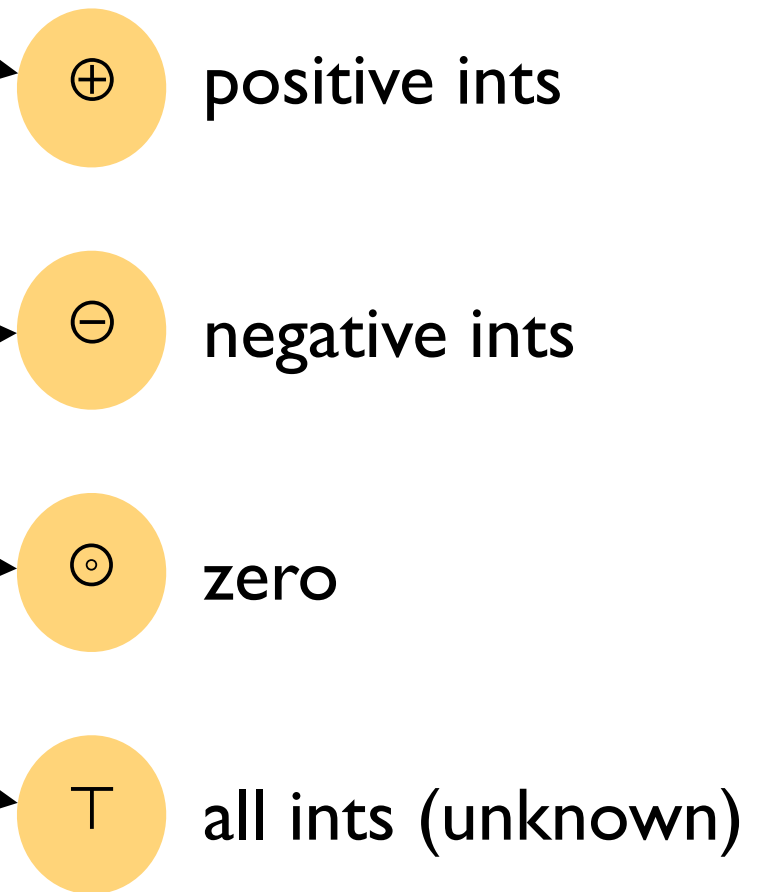 ⊕ positive ints
⊖ negative ints
⊚ zero
⊤ all ints (unknown)